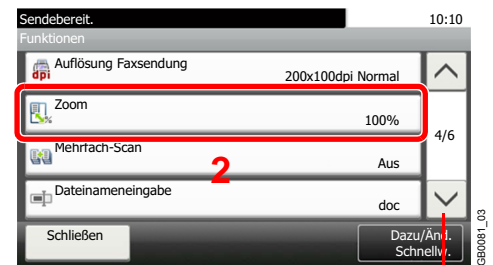 Sendebereit. 10:10
Funktionen
dpi Auflösung Faxsendung
200x100dpi Normal
Zoom
100%
4/6
Mehrfach-Scan
Aus
2
Dateinameneingabe
doc
Schließen
Dazu/Änd.
Schnellw.
GB0081_03